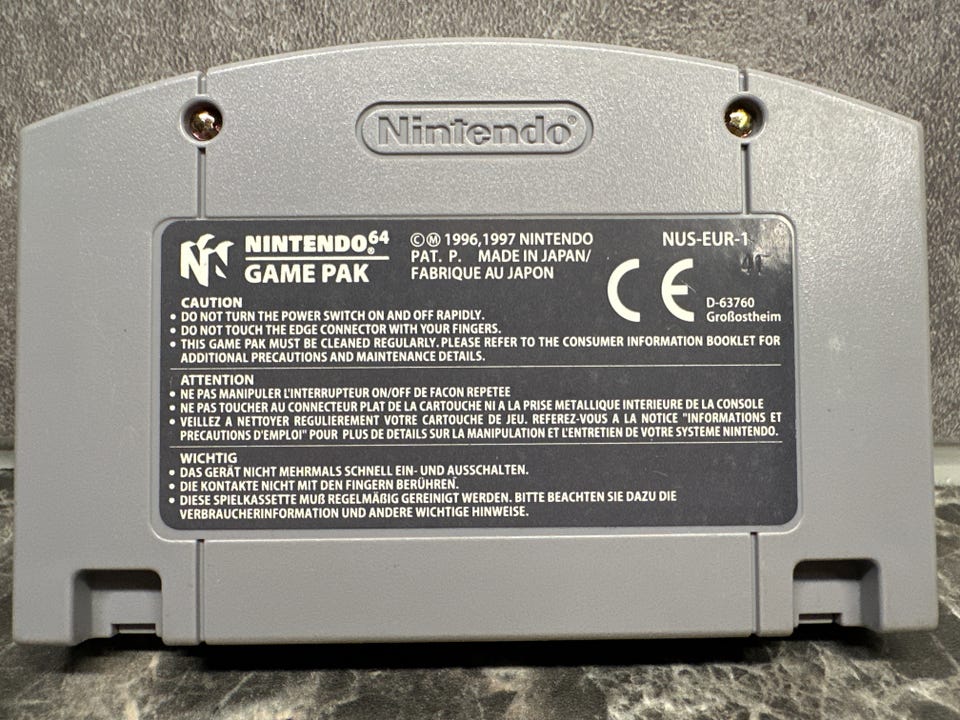 Nintendo®
NINTENDO®64
GAME PAK
©Ⓜ 1996,1997 NINTENDO
PAT. P. MADE IN JAPAN/
FABRIQUE AU JAPON
NUS-EUR-1
41
CE
D-63760
Großostheim
CAUTION
• DO NOT TURN THE POWER SWITCH ON AND OFF RAPIDLY.
• DO NOT TOUCH THE EDGE CONNECTOR WITH YOUR FINGERS.
• THIS GAME PAK MUST BE CLEANED REGULARLY. PLEASE REFER TO THE CONSUMER INFORMATION BOOKLET FOR
ADDITIONAL PRECAUTIONS AND MAINTENANCE DETAILS.
ATTENTION
• NE PAS MANIPULER L'INTERRUPTEUR ON/OFF DE FACON REPETEE
• NE PAS TOUCHER AU CONNECTEUR PLAT DE LA CARTOUCHE NI A LA PRISE METALLIQUE INTERIEURE DE LA CONSOLE
• VEILLEZ A NETTOYER REGULIEREMENT VOTRE CARTOUCHE DE JEU. REFEREZ-VOUS A LA NOTICE "INFORMATIONS ET
PRECAUTIONS D'EMPLOI" POUR PLUS DE DETAILS SUR LA MANIPULATION ET L'ENTRETIEN DE VOTRE SYSTEME NINTENDO.
WICHTIG
• DAS GERÄT NICHT MEHRMALS SCHNELL EIN- UND AUSSCHALTEN.
• DIE KONTAKTE NICHT MIT DEN FINGERN BERÜHREN.
• DIESE SPIELKASSETTE MUß REGELMÄßIG GEREINIGT WERDEN. BITTE BEACHTEN SIE DAZU DIE
VERBRAUCHERINFORMATION UND ANDERE WICHTIGE HINWEISE.